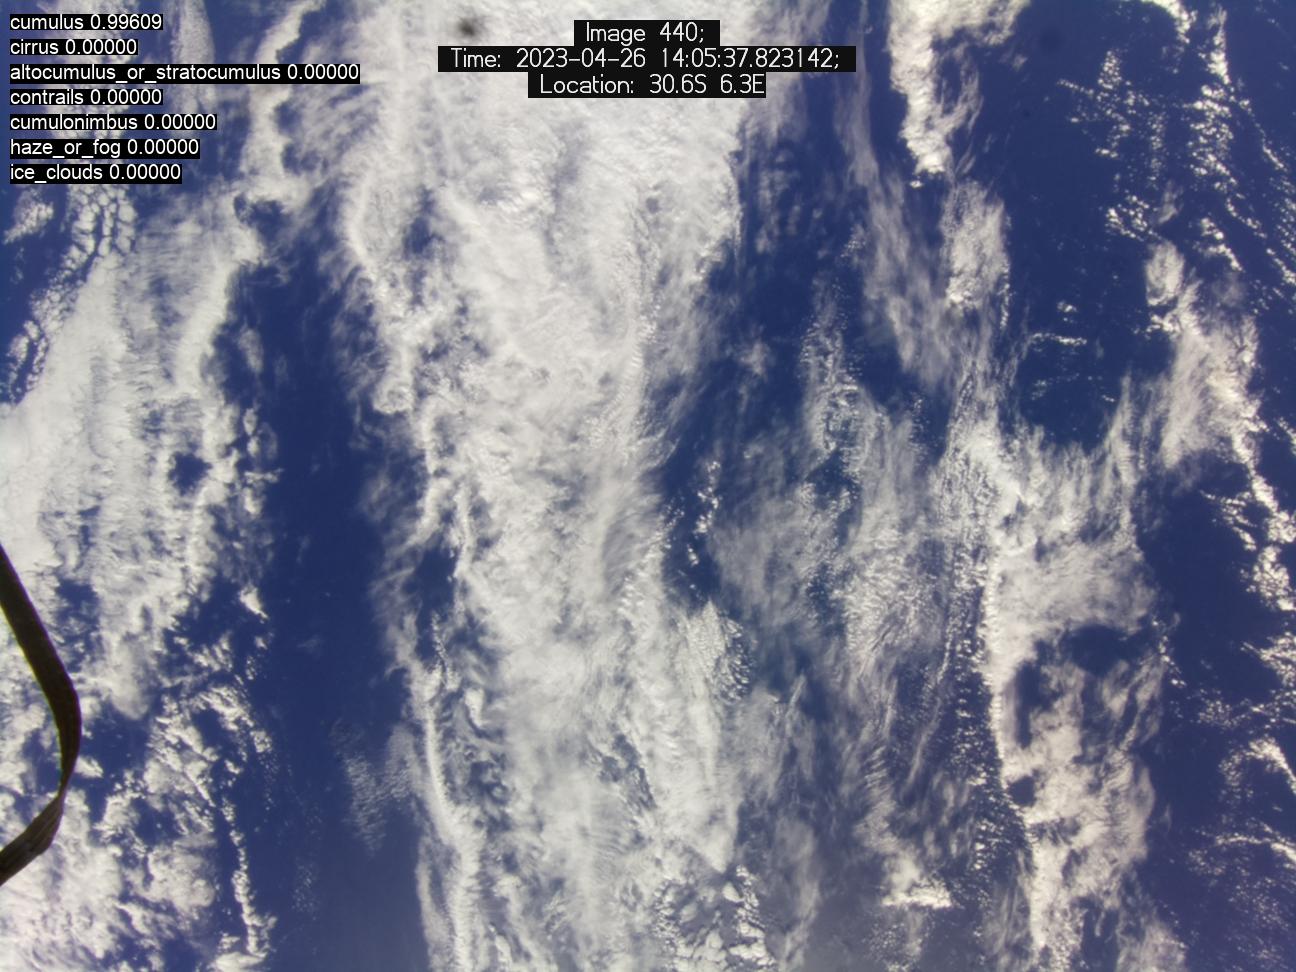 cumulus 0.99609
cirrus 0.00000
altocumulus_or_stratocumulus 0.00000
contrails 0.00000
cumulonimbus 0.00000
haze_or_fog 0.00000
ice_clouds 0.00000
Image 440;
Time: 2023-04-26 14:05:37.823142;
Location: 30.6S 6.3E